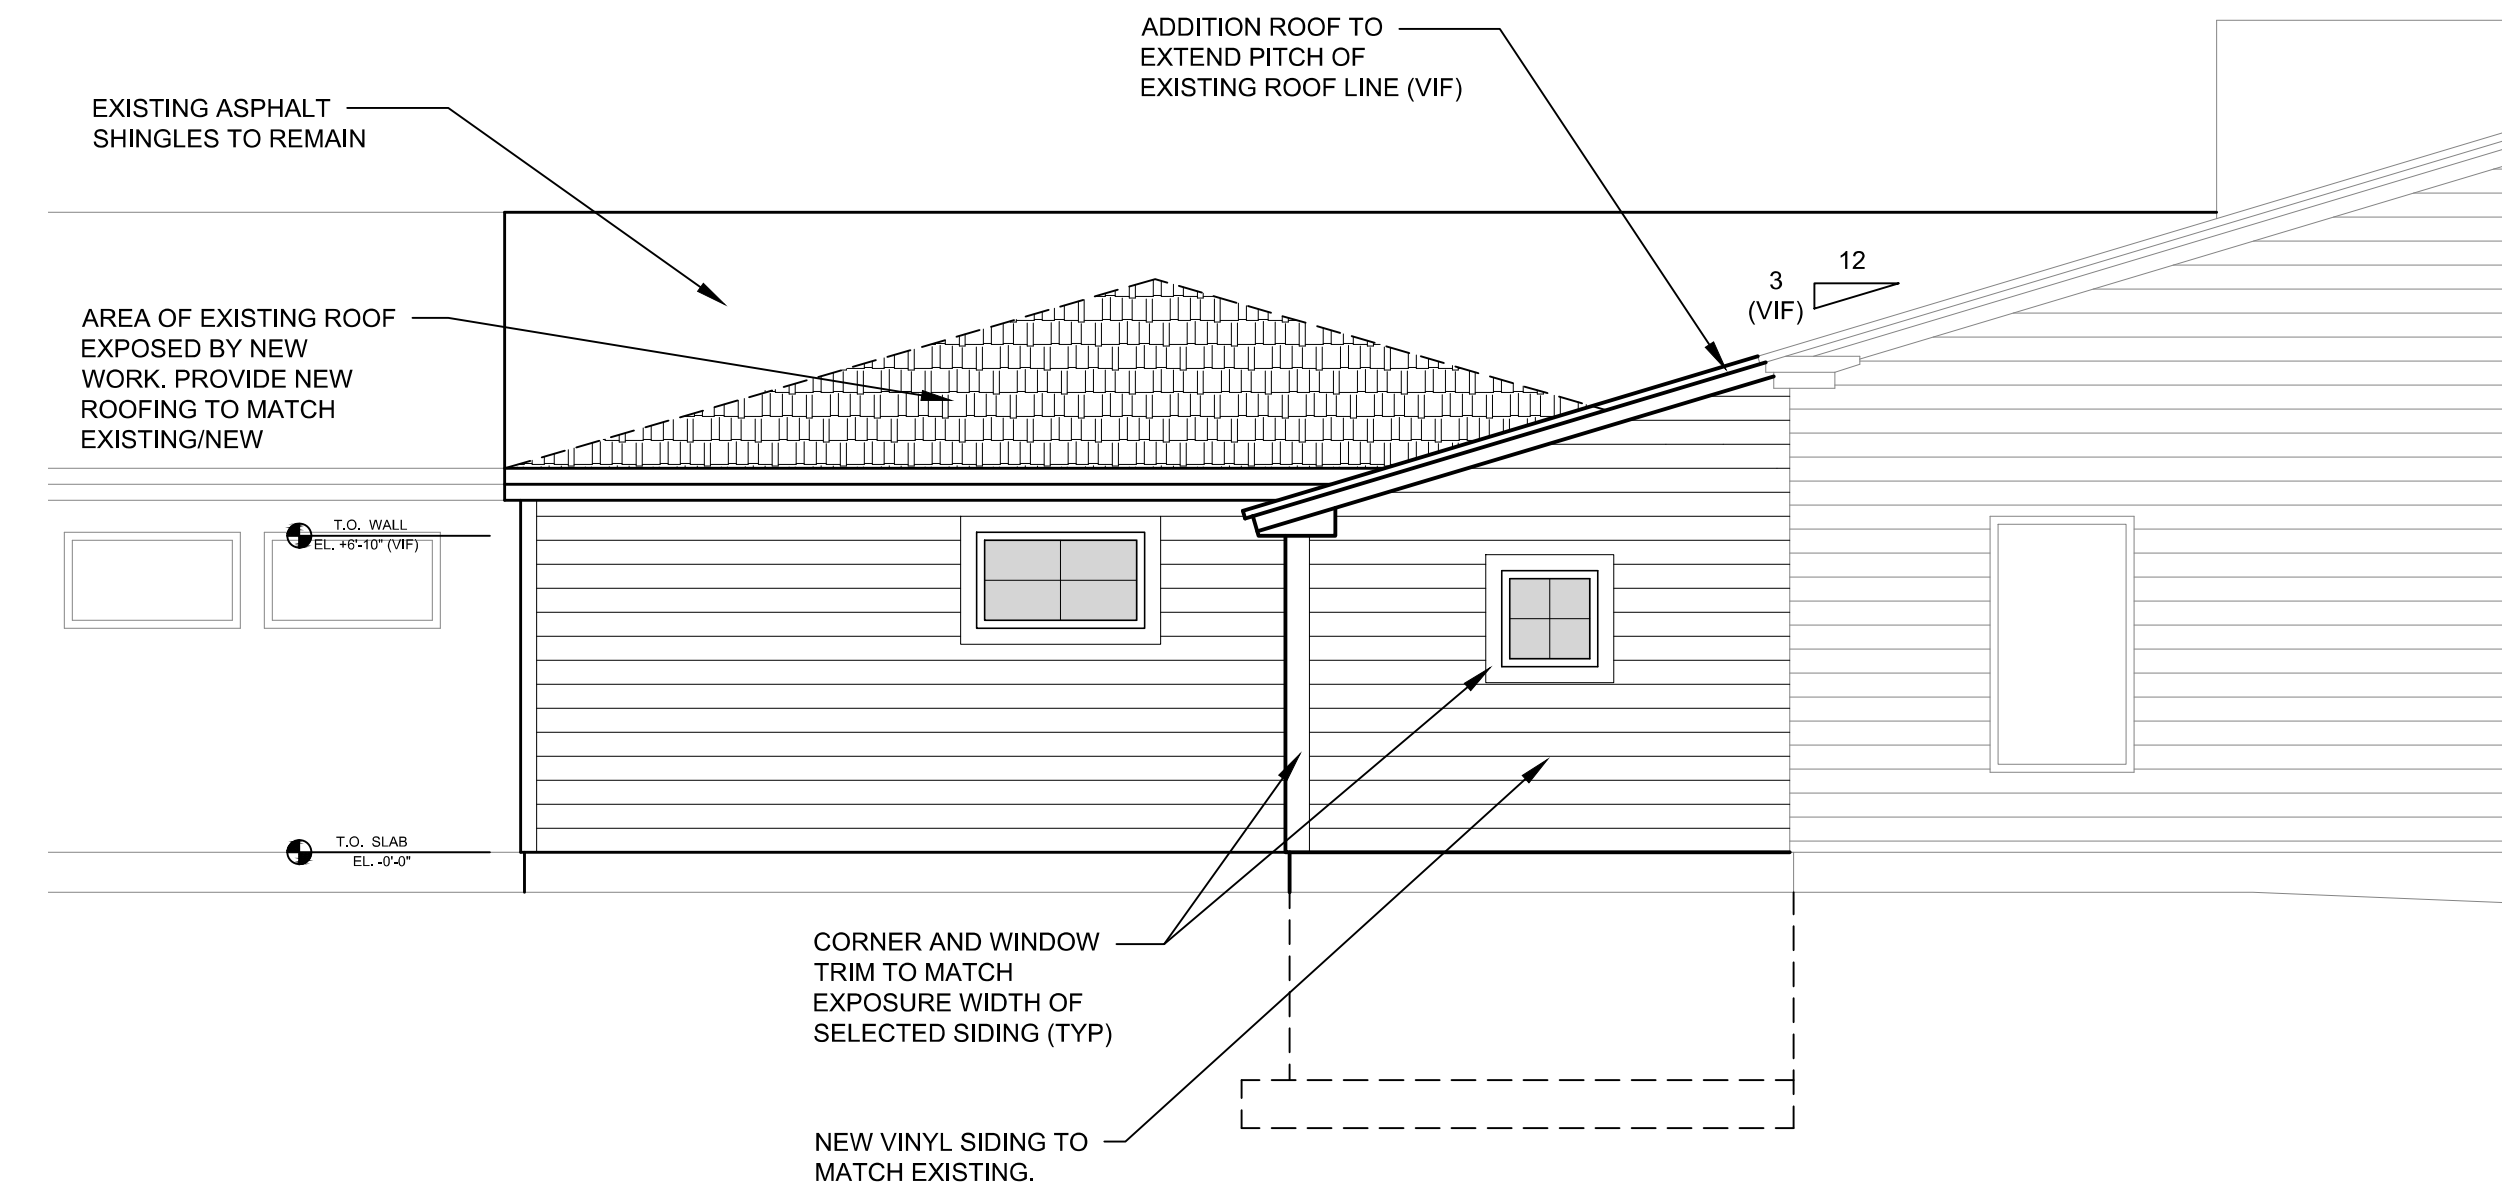 ADDITION ROOF TO
EXTEND PITCH OF
EXISTING ROOF LINE (VIF)
EXISTING ASPHALT
SHINGLES TO REMAIN
12
3
(VIF)
AREA OF EXISTING ROOF
EXPOSED BY NEW
WORK. PROVIDE NEW
ROOFING TO MATCH
EXISTING/NEW
T.O. WALL
EL. +6'-10" (VIF)
T.O. SLAB
EL. -0'-0"
CORNER AND WINDOW
TRIM TO MATCH
EXPOSURE WIDTH OF
SELECTED SIDING (TYP)
NEW VINYL SIDING TO
MATCH EXISTING.